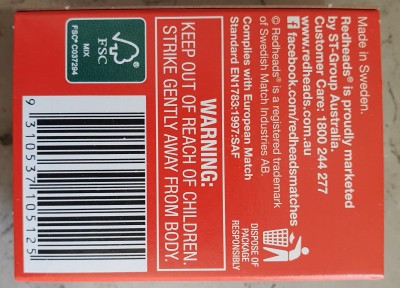 Made in Sweden.
Redheads® is proudly marketed
by ST-Group Australia.
Customer Care: 1800 244 277
www.redheads.com.au
facebook.com/redheadsmatches
© Redheads® is a registered trademark
of Swedish Match Industries AB.
Complies with European Match
Standard EN1783-1997-SAF
DISPOSE OF
PACKAGE
RESPONSIBLY
WARNING:
KEEP OUT OF REACH OF CHILDREN.
STRIKE GENTLY AWAY FROM BODY.
FSC
MIX
FSC® C037294
9 310537 105125